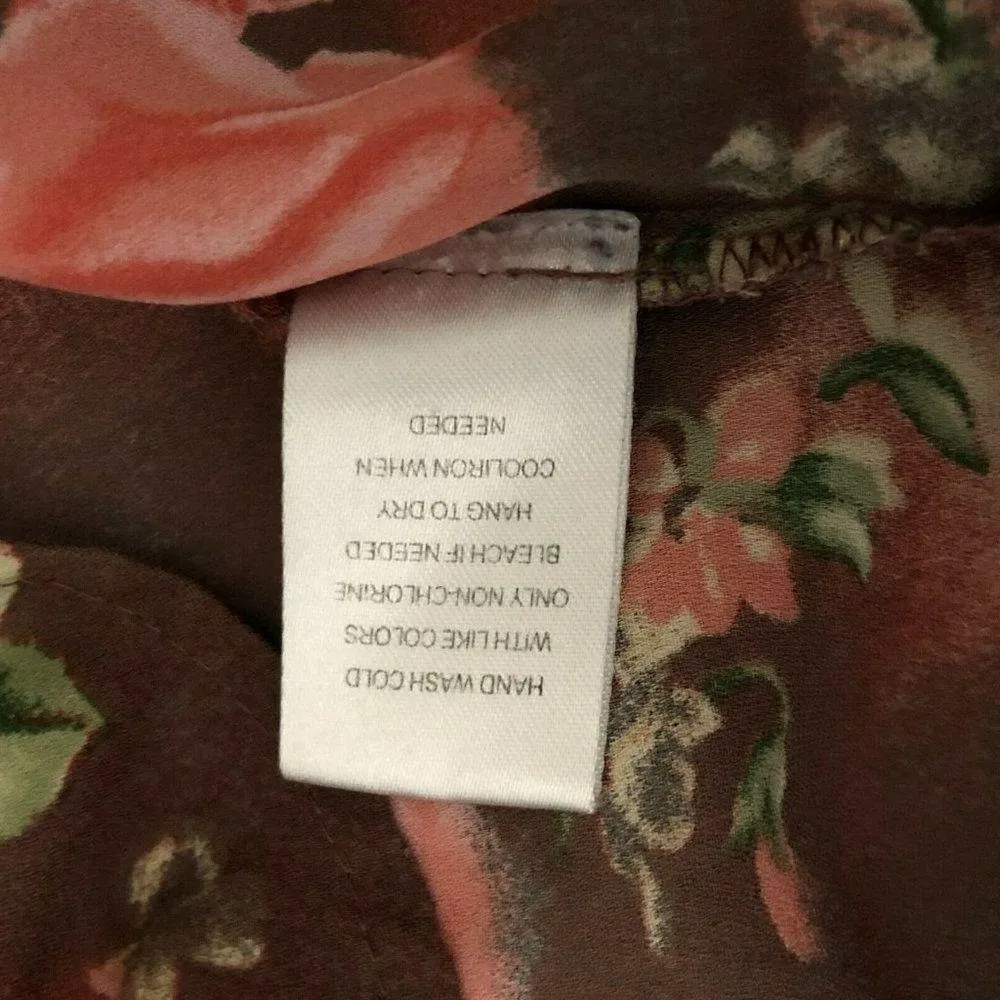 HAND WASH COLD
WITH LIKE COLORS
ONLY NON-CHLORINE
BLEACH IF NEEDED
HANG TO DRY
COOLIRON WHEN
NEEDED